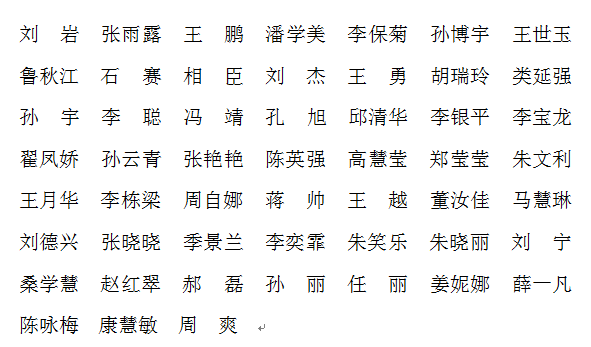 刘　岩　张雨露　王　鹏　潘学美　李保菊　孙博宇　王世玉
鲁秋江　石　赛　相　臣　刘　杰　王　勇　胡瑞玲　类延强
孙　宇　李　聪　冯　靖　孔　旭　邱清华　李银平　李宝龙
翟凤娇　孙云青　张艳艳　陈英强　高慧莹　郑莹莹　朱文利
王月华　李栋梁　周自娜　蒋　帅　王　越　董汝佳　马慧琳
刘德兴　张晓晓　季景兰　李奕霏　朱笑乐　朱晓丽　刘　宁
桑学慧　赵红翠　郝　磊　孙　丽　任　丽　姜妮娜　薛一凡
陈咏梅　康慧敏　周　爽